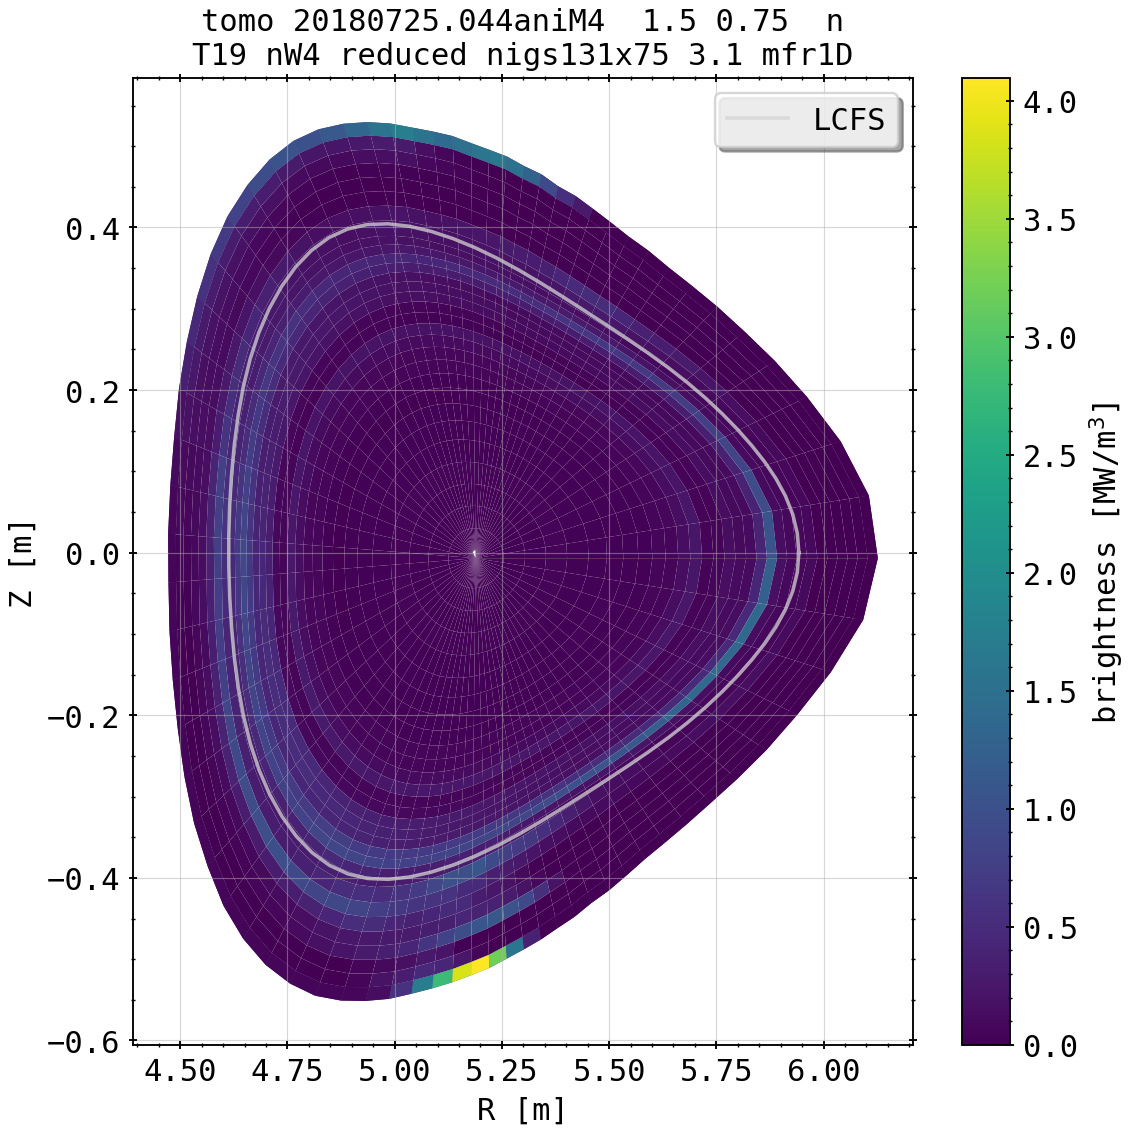 tomo 20180725.044aniM4  1.5 0.75  n
T19 nW4 reduced nigs131x75 3.1 mfr1D
LCFS
0.4
0.2
0.0
−0.2
−0.4
−0.6
Z [m]
4.50 4.75 5.00 5.25 5.50 5.75 6.00
R [m]
4.0
3.5
3.0
2.5
2.0
1.5
1.0
0.5
0.0
brightness [MW/m³]